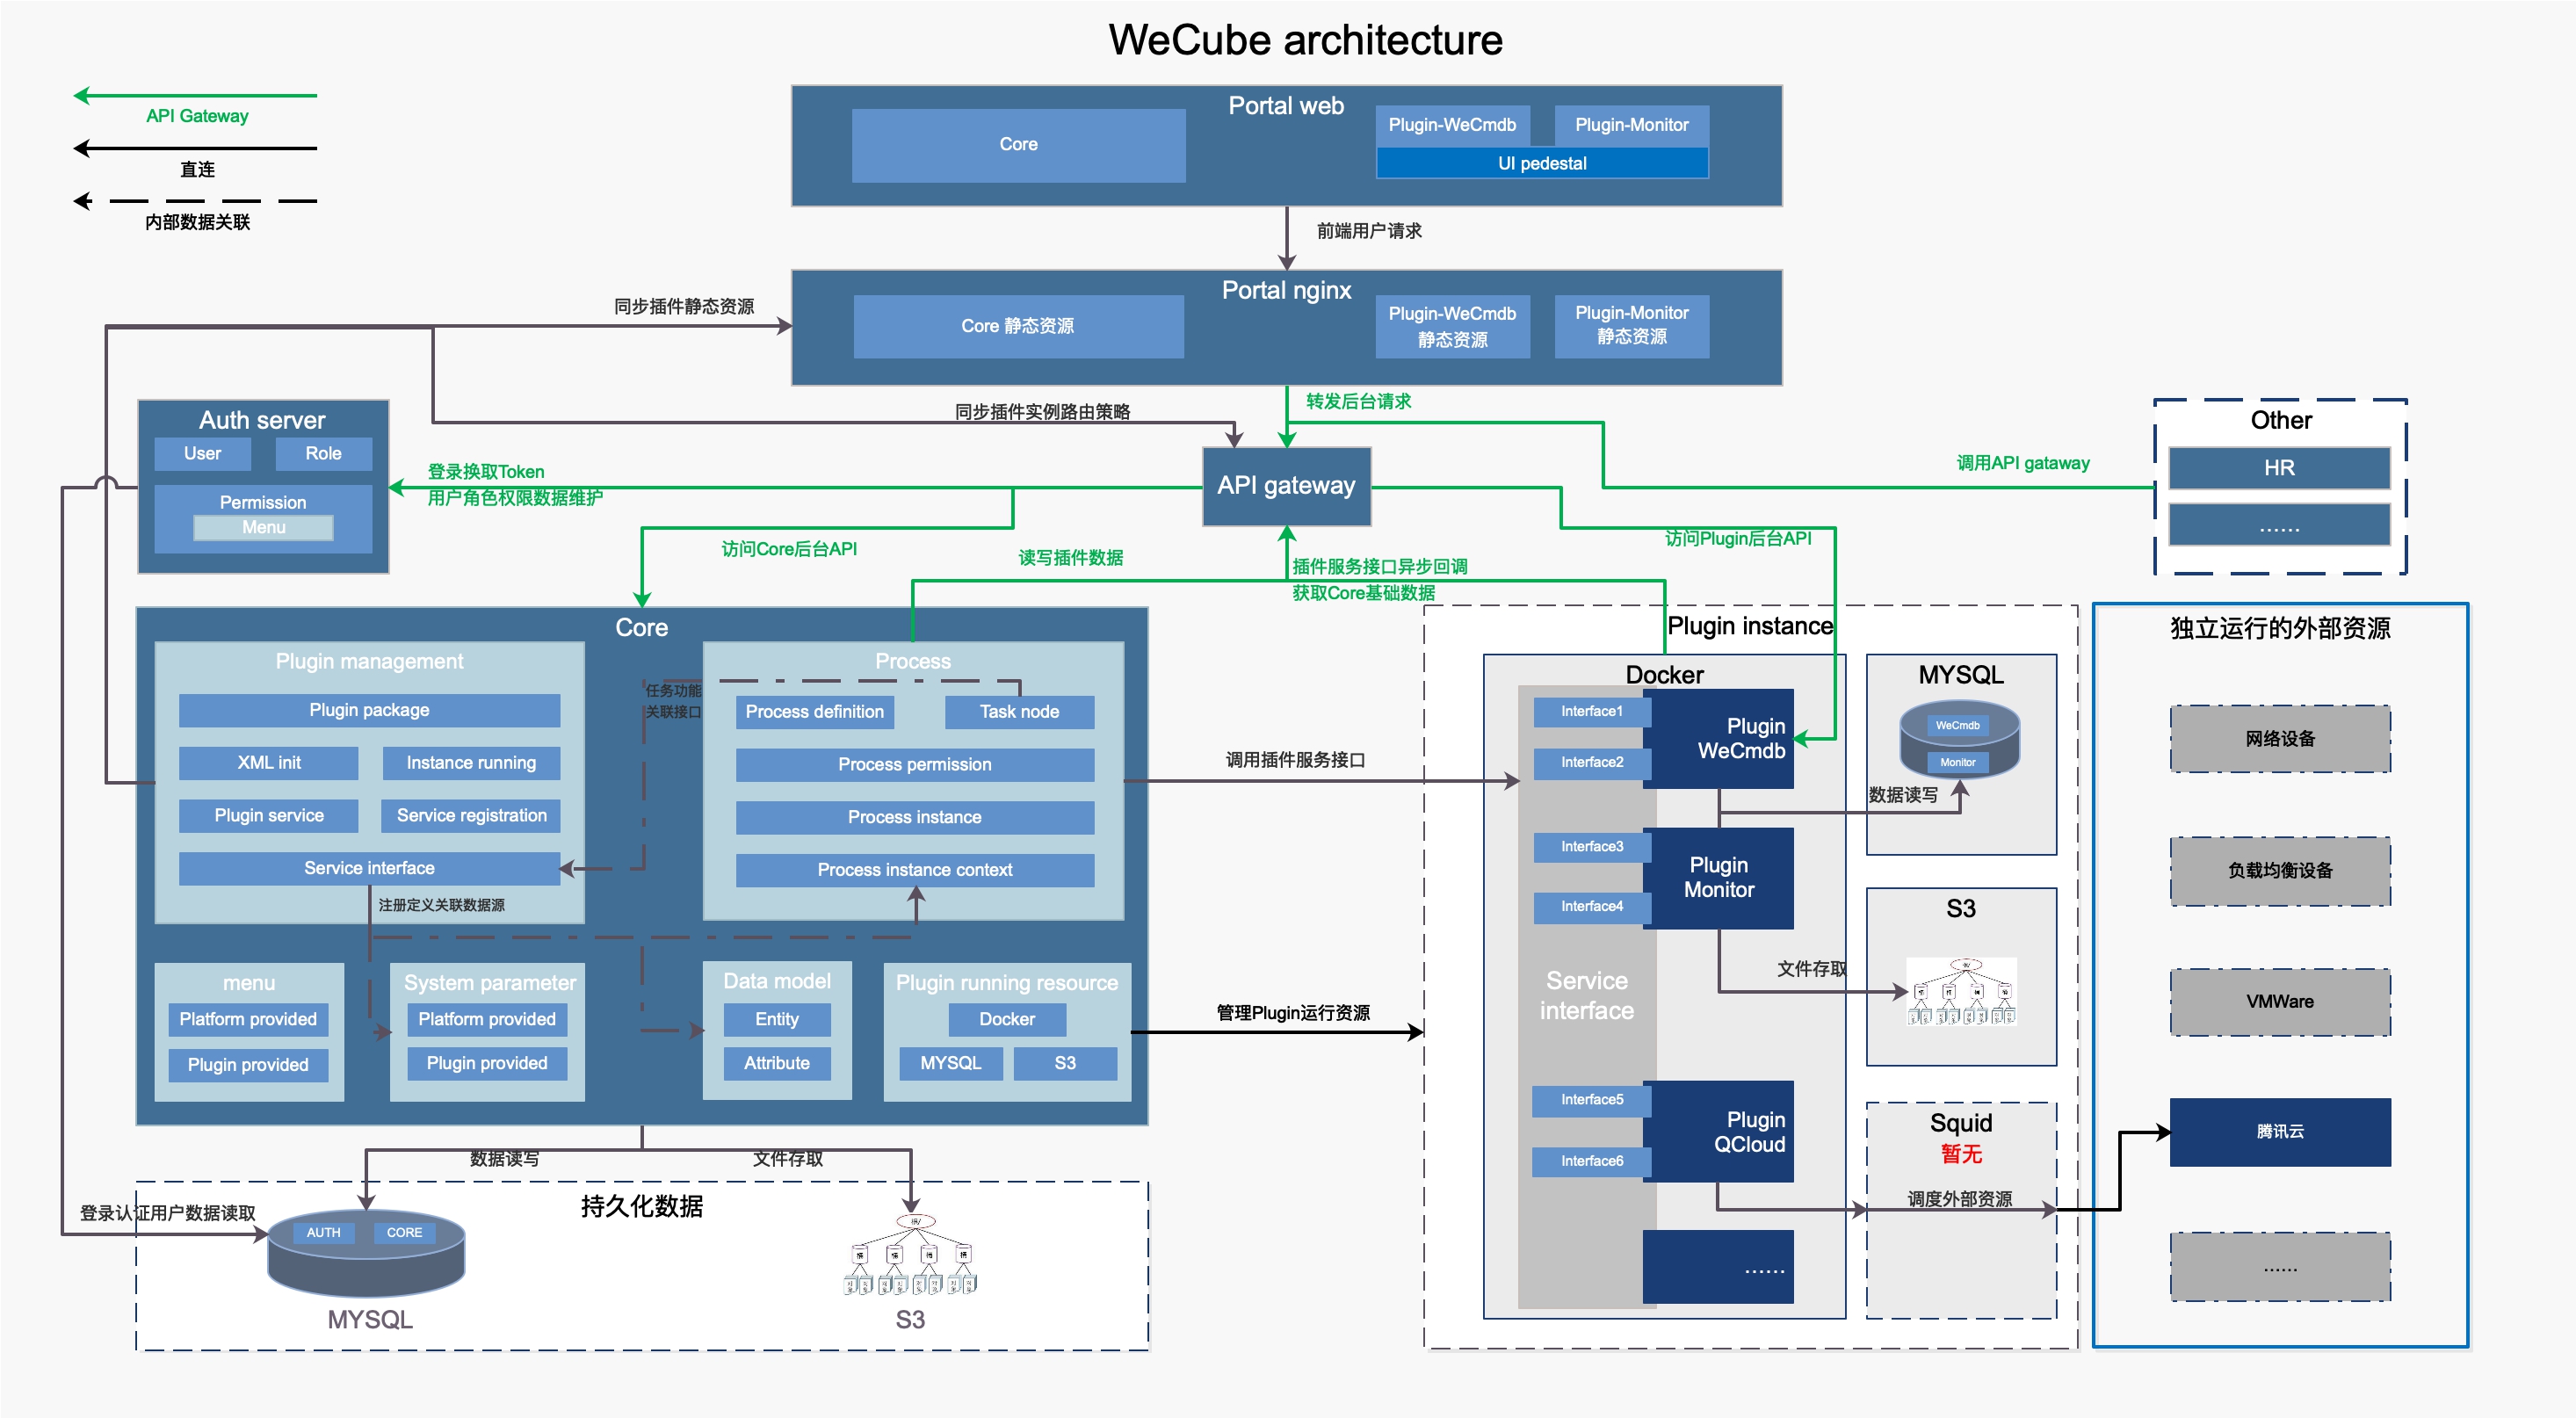 WeCube architecture
API Gateway
直连
内部数据关联
Portal web
Core
Plugin-WeCmdb
Plugin-Monitor
UI pedestal
前端用户请求
Portal nginx
Core 静态资源
Plugin-WeCmdb
静态资源
Plugin-Monitor
静态资源
同步插件静态资源
同步插件实例路由策略
转发后台请求
Auth server
User
Role
Permission
Menu
登录换取Token
用户角色权限数据维护
API gateway
调用API gataway
Other
HR
......
访问Core后台API
读写插件数据
插件服务接口异步回调
获取Core基础数据
访问Plugin后台API
Core
Plugin management
Plugin package
XML init
Instance running
Plugin service
Service registration
Service interface
注册定义关联数据源
任务功能
关联接口
Process
Process definition
Task node
Process permission
Process instance
Process instance context
menu
Platform provided
Plugin provided
System parameter
Platform provided
Plugin provided
Data model
Entity
Attribute
Plugin running resource
Docker
MYSQL
S3
调用插件服务接口
管理Plugin运行资源
Plugin instance
Docker
Interface1
Interface2
Interface3
Interface4
Interface5
Interface6
Service
interface
Plugin
WeCmdb
Plugin
Monitor
Plugin
QCloud
......
MYSQL
WeCmdb
Monitor
数据读写
S3
文件存取
Squid
暂无
调度外部资源
独立运行的外部资源
网络设备
负载均衡设备
VMWare
腾讯云
......
数据读写
文件存取
登录认证用户数据读取
持久化数据
AUTH
CORE
MYSQL
S3